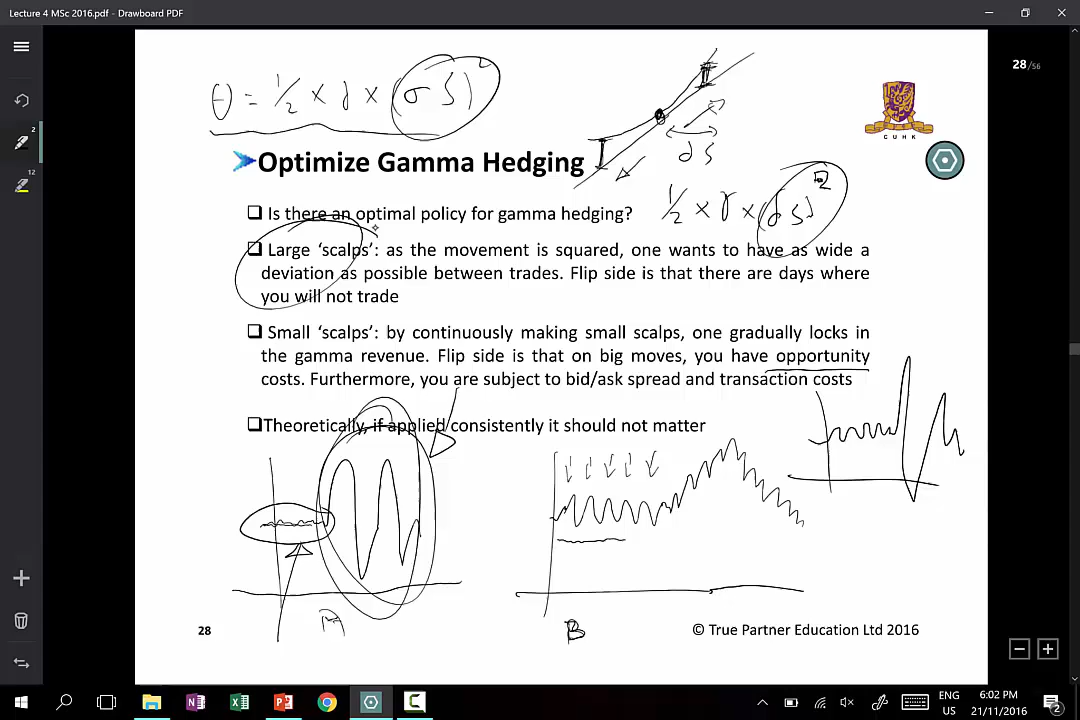 Lecture 4 MSc 2016.pdf - Drawboard PDF
28/56
θ = 1/2 × γ × (σ S)²
CUHK
dS
Optimize Gamma Hedging
1/2 × γ × (dS)²
❑ Is there an optimal policy for gamma hedging?
❑ Large ‘scalps’: as the movement is squared, one wants to have as wide a
deviation as possible between trades. Flip side is that there are days where
you will not trade
❑ Small ‘scalps’: by continuously making small scalps, one gradually locks in
the gamma revenue. Flip side is that on big moves, you have opportunity
costs. Furthermore, you are subject to bid/ask spread and transaction costs
❑Theoretically, if applied consistently it should not matter
A
B
28
© True Partner Education Ltd 2016
2
12
ENG
US
6:02 PM
21/11/2016
2